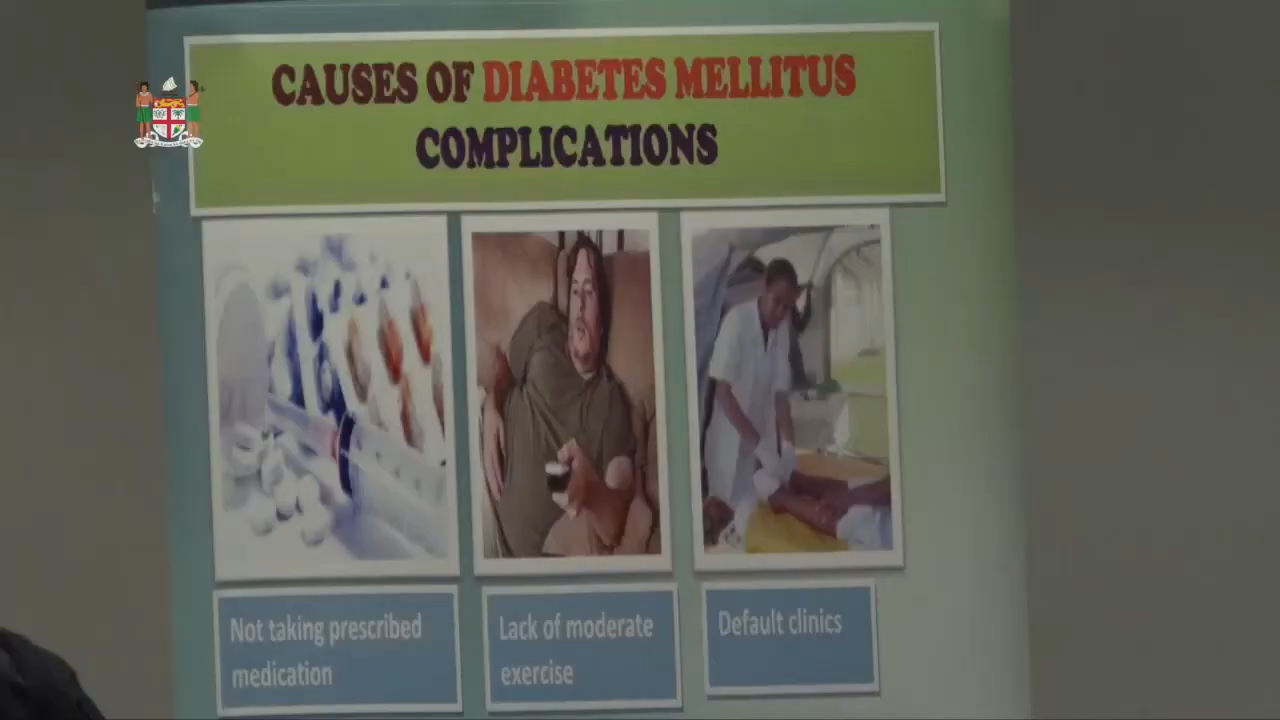 CAUSES OF DIABETES MELLITUS
COMPLICATIONS
Not taking prescribed
medication
Lack of moderate
exercise
Default clinics